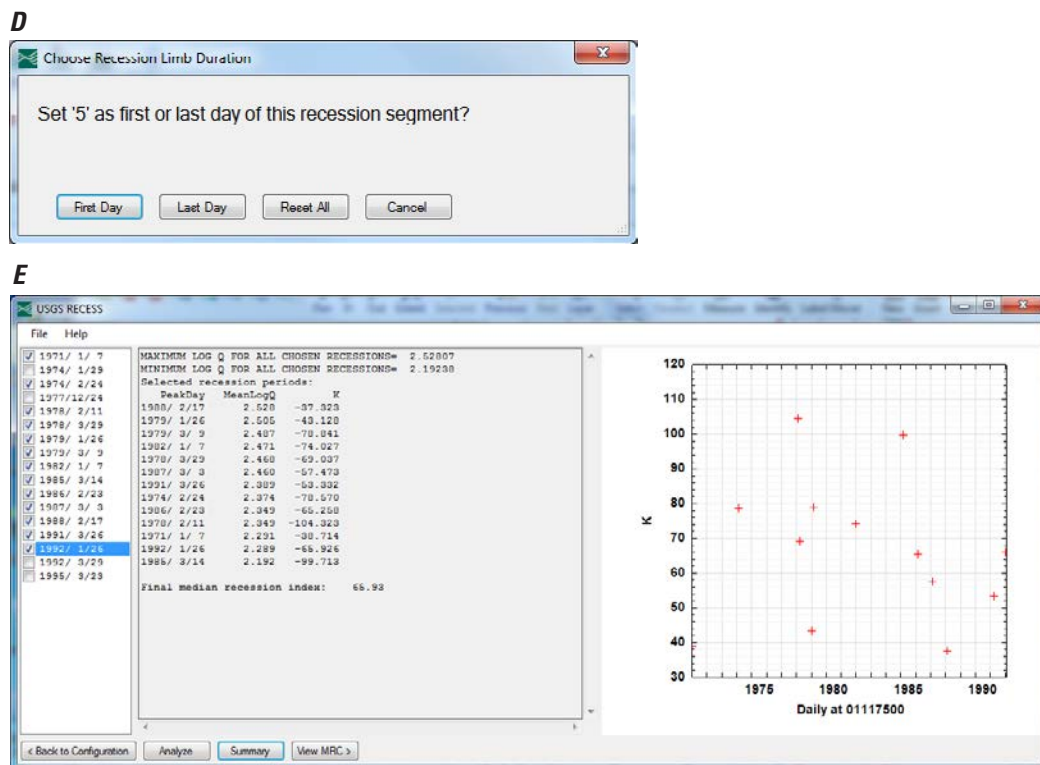 D
Choose Recession Limb Duration
Set '5' as first or last day of this recession segment?
First Day Last Day Reset All Cancel
E
USGS RECESS
File Help
1971/ 1/ 7
1974/ 1/29
1974/ 2/24
1977/12/24
1978/ 2/11
1978/ 3/29
1979/ 1/26
1979/ 3/ 9
1982/ 1/ 7
1985/ 3/14
1986/ 2/23
1987/ 3/ 3
1988/ 2/17
1991/ 3/26
1992/ 1/26
1992/ 3/29
1995/ 3/23
MAXIMUM LOG Q FOR ALL CHOSEN RECESSIONS= 2.52807
MINIMUM LOG Q FOR ALL CHOSEN RECESSIONS= 2.19238
Selected recession periods:
PeakDay MeanLogQ K
1988/ 2/17 2.528 -37.323
1979/ 1/26 2.505 -43.128
1979/ 3/ 9 2.487 -78.841
1982/ 1/ 7 2.471 -74.027
1978/ 3/29 2.468 -69.037
1987/ 3/ 3 2.460 -57.473
1991/ 3/26 2.389 -53.332
1974/ 2/24 2.374 -78.570
1986/ 2/23 2.349 -65.258
1978/ 2/11 2.349 -104.323
1971/ 1/ 7 2.291 -38.714
1992/ 1/26 2.289 -65.926
1985/ 3/14 2.192 -99.713
Final median recession index: 65.93
120
110
100
90
80
70
60
50
40
30
K
1975 1980 1985 1990
Daily at 01117500
< Back to Configuration Analyze Summary View MRC >